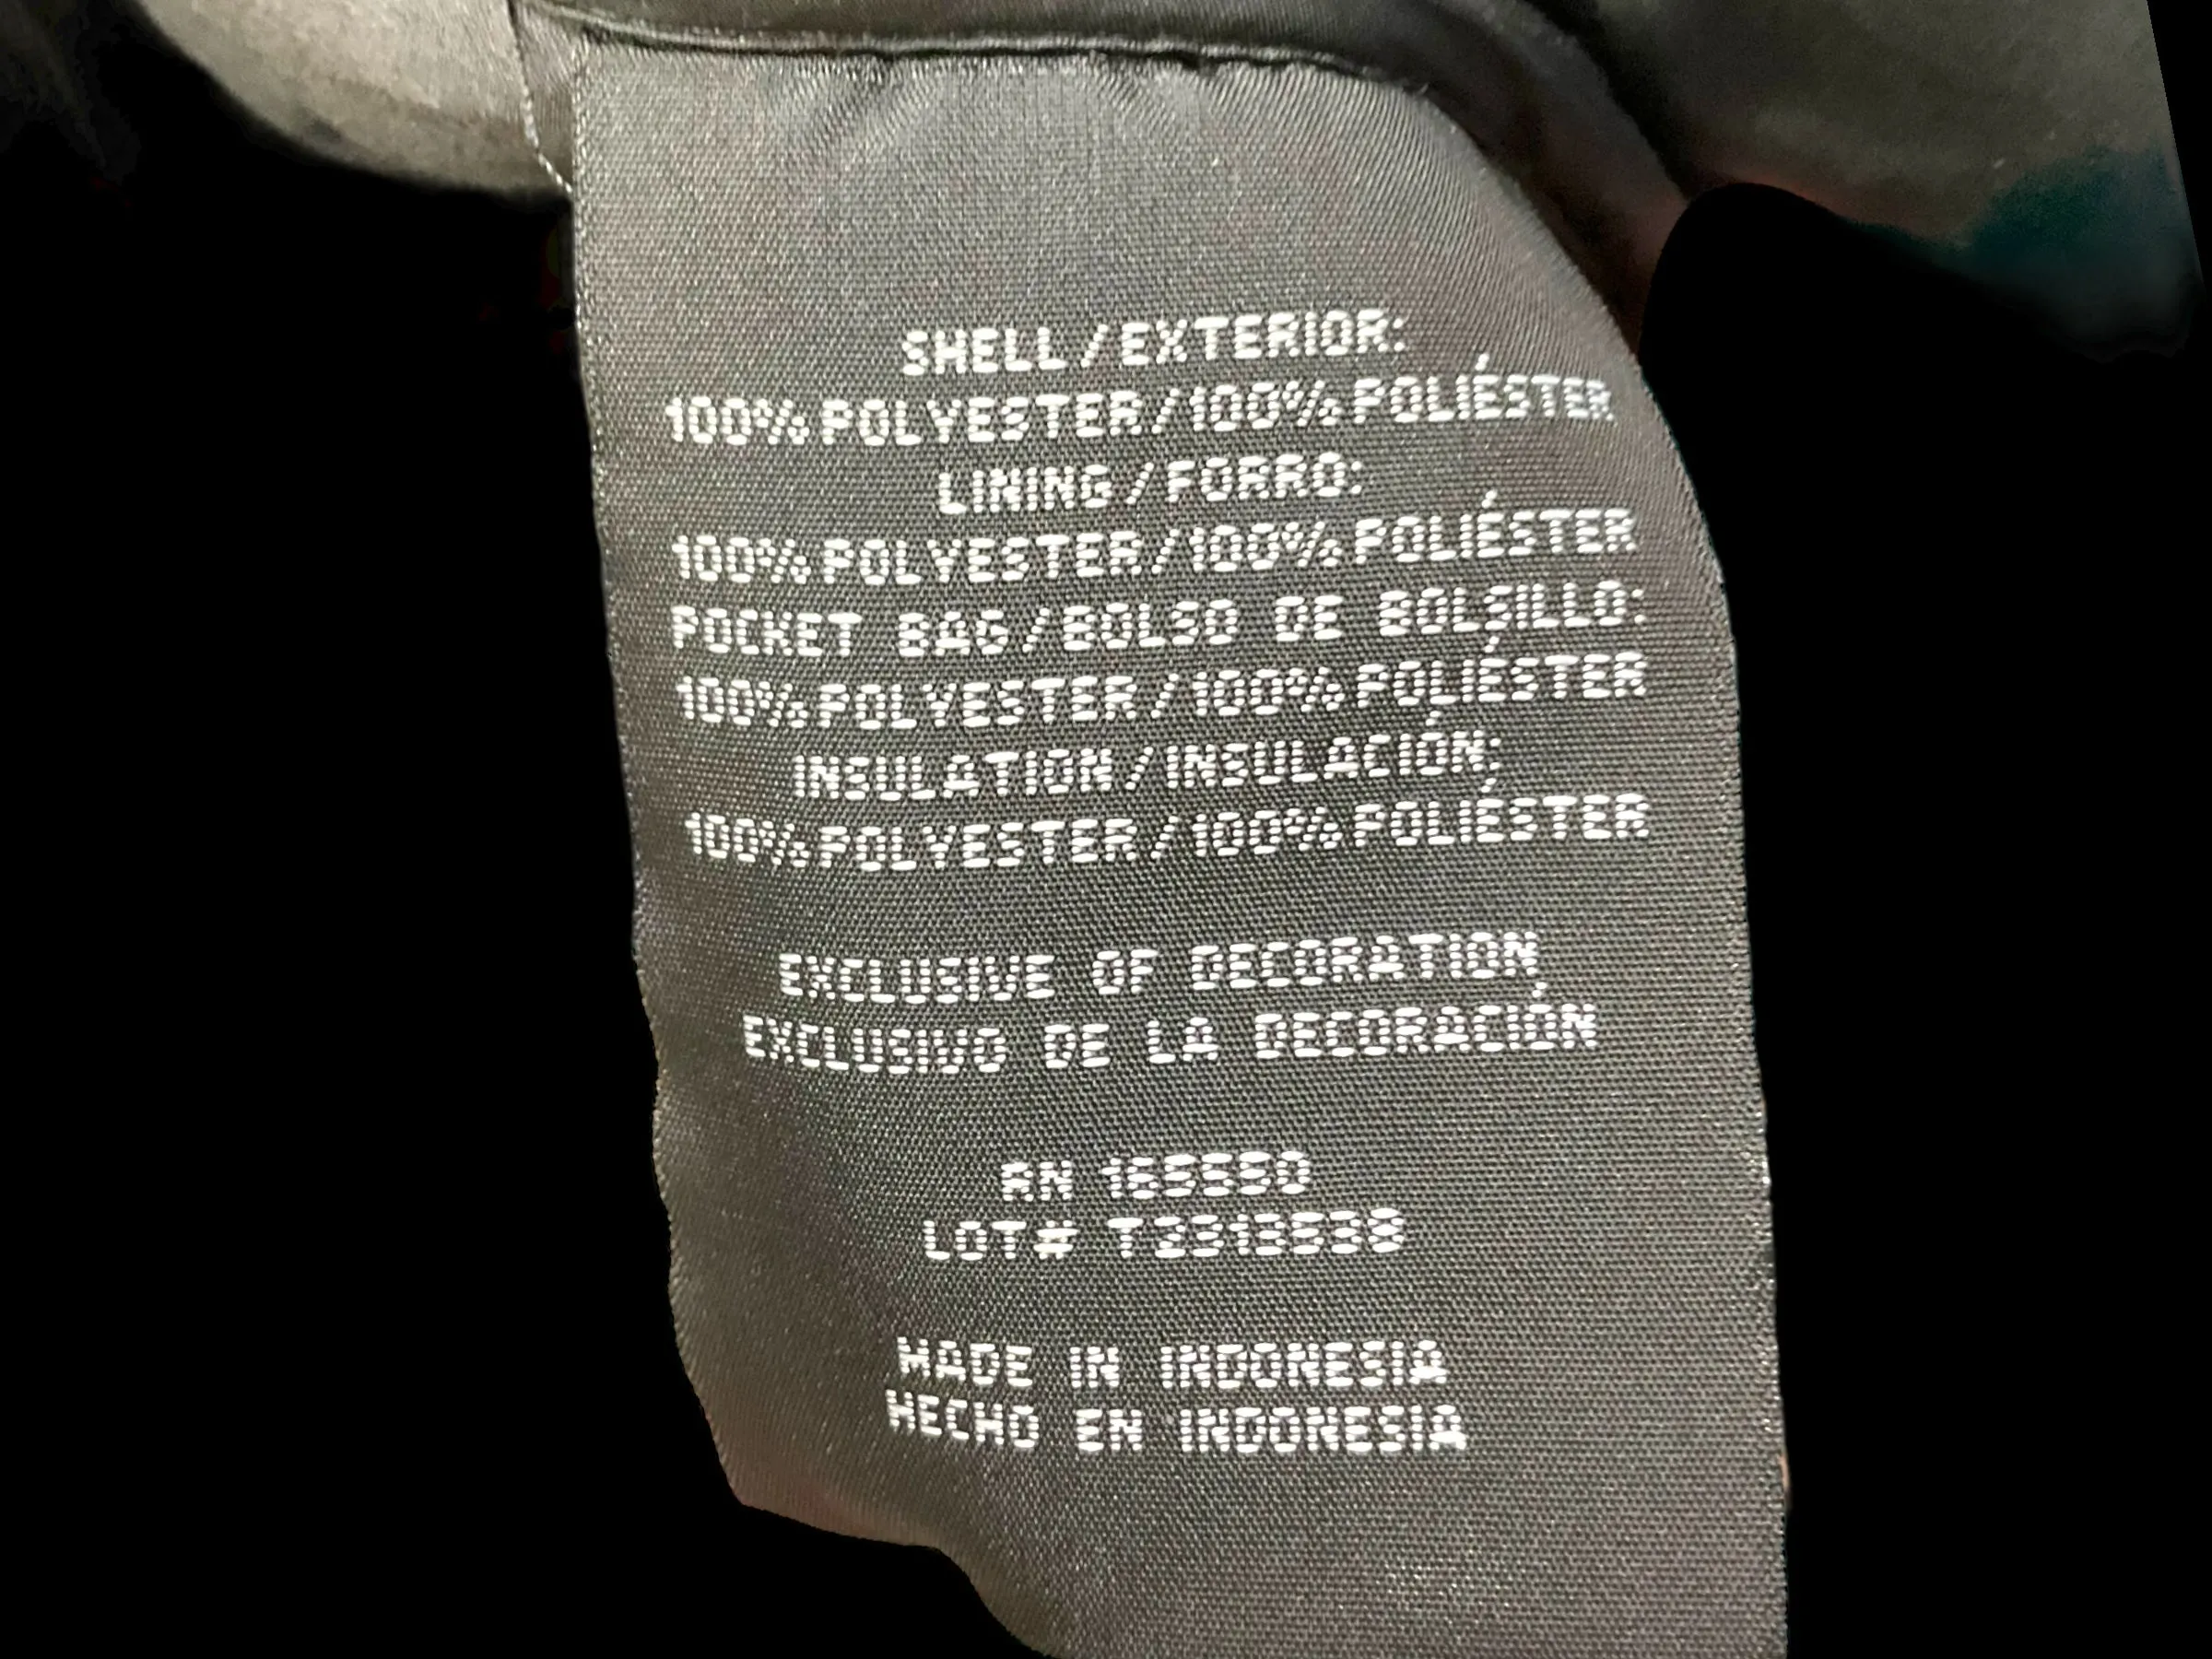 SHELL/EXTERIOR:
100% POLYESTER/100% POLIÉSTER
LINING/FORRO:
100% POLYESTER/100% POLIÉSTER
POCKET BAG/BOLSO DE BOLSILLO:
100% POLYESTER/100% POLIÉSTER
INSULATION/INSULACIÓN:
100% POLYESTER/100% POLIÉSTER
EXCLUSIVE OF DECORATION
EXCLUSIVO DE LA DECORACIÓN
RN 165550
LOT# T2313538
MADE IN INDONESIA
HECHO EN INDONESIA